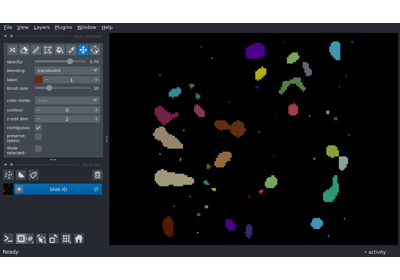 File View Layers Plugins Window Help
opacity: 0.70
blending: translucent
label: 1
brush size: 10
color mode:
contour: 0
n edit dim: 2
contiguous:
preserve labels:
show selected:
blob ID
Ready
activity